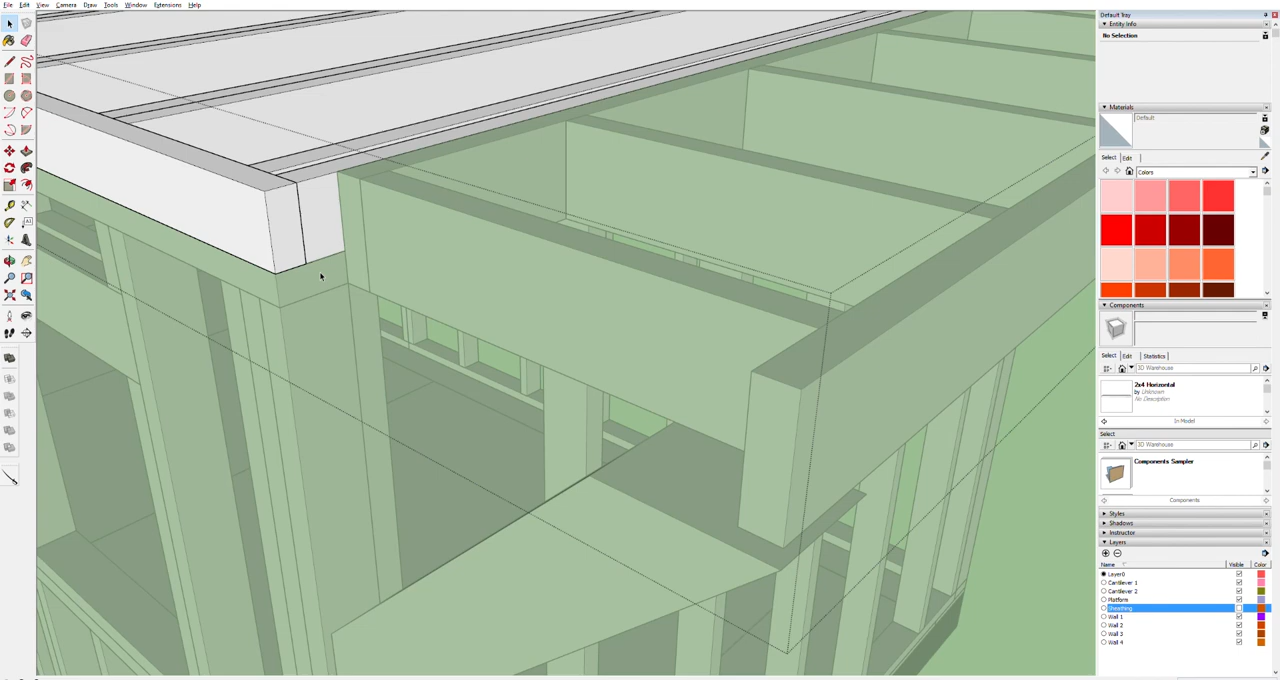 File Edit View Camera Draw Tools Window Extensions Help
Default Tray
Entity Info
No Selection
Materials
Default
Select Edit
Colors
Components
Select Edit Statistics
3D Warehouse
2x4 Horizontal
by Unknown
No Description
In Model
Select
3D Warehouse
Components Sampler
Components
Styles
Shadows
Instructor
Layers
Name Visible Color
Layer0
Cantilever 1
Cantilever 2
Platform
Sheathing
Wall 1
Wall 2
Wall 3
Wall 4